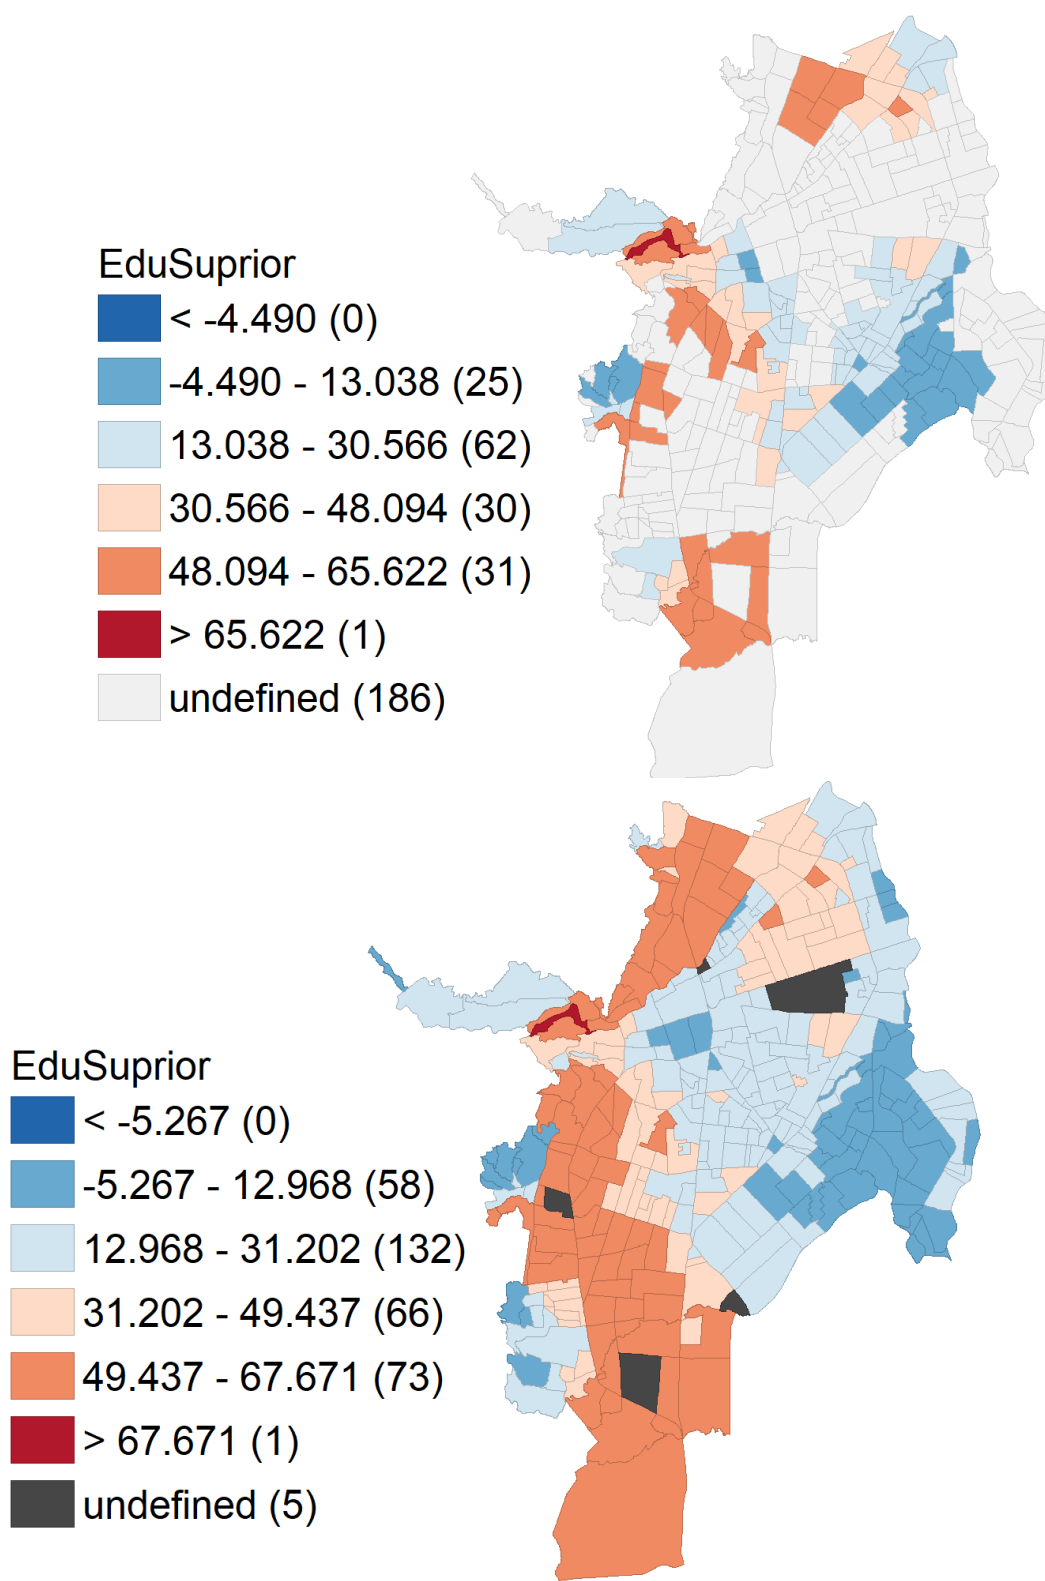 EduSuprior
< -4.490 (0)
-4.490 - 13.038 (25)
13.038 - 30.566 (62)
30.566 - 48.094 (30)
48.094 - 65.622 (31)
> 65.622 (1)
undefined (186)
EduSuprior
< -5.267 (0)
-5.267 - 12.968 (58)
12.968 - 31.202 (132)
31.202 - 49.437 (66)
49.437 - 67.671 (73)
> 67.671 (1)
undefined (5)